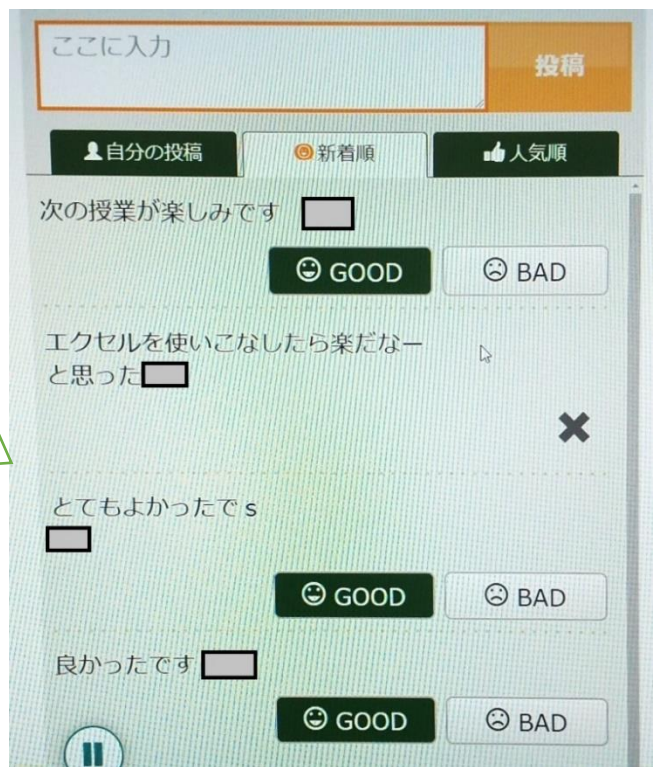 ここに入力
投稿
自分の投稿
新着順
人気順
次の授業が楽しみです
GOOD
BAD
エクセルを使いこなしたら楽だなー
と思った
とてもよかったでs
GOOD
BAD
良かったです
GOOD
BAD